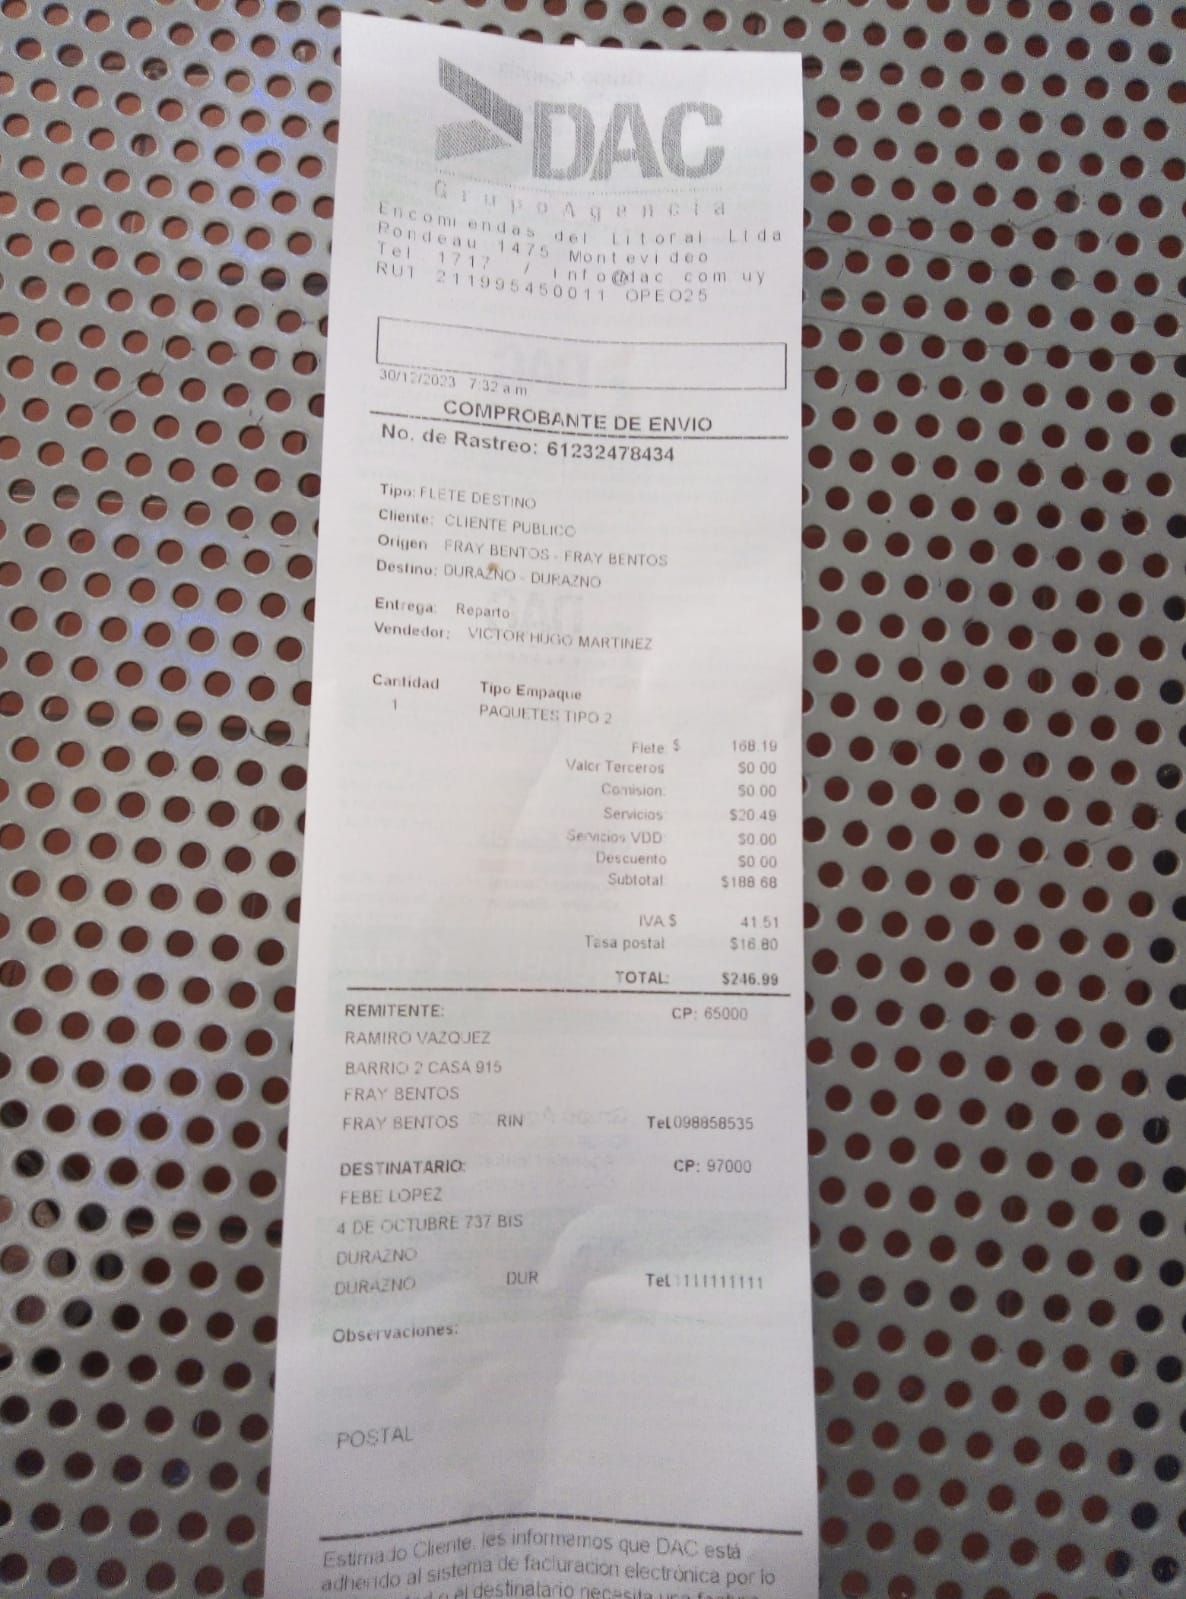 DAC
GrupoAgencia
Encomiendas del Litoral Ltda
Rondeau 1475 Montevideo
Tel 1717 / info@dac.com.uy
RUT 211995450011 OPEO25
30/12/2023 7:32 a m
COMPROBANTE DE ENVIO
No. de Rastreo: 61232478434
Tipo: FLETE DESTINO
Cliente: CLIENTE PUBLICO
Origen FRAY BENTOS - FRAY BENTOS
Destino: DURAZNO - DURAZNO
Entrega: Reparto
Vendedor: VICTOR HUGO MARTINEZ
Cantidad Tipo Empaque
1 PAQUETES TIPO 2
Flete: $ 168.19
Valor Terceros $0.00
Comision: $0.00
Servicios $20.49
Servicios VDD $0.00
Descuento $0.00
Subtotal $188.68
IVA $ 41.51
Tasa postal $16.80
TOTAL: $246.99
REMITENTE: CP: 65000
RAMIRO VAZQUEZ
BARRIO 2 CASA 915
FRAY BENTOS
FRAY BENTOS RIN Tel.098858535
DESTINATARIO: CP: 97000
FEBE LOPEZ
4 DE OCTUBRE 737 BIS
DURAZNO
DURAZNO DUR Tel.
Observaciones:
POSTAL
Estimado Cliente, les informamos que DAC está
adherido al sistema de facturación electrónica por lo
el destinatario necesita una factura